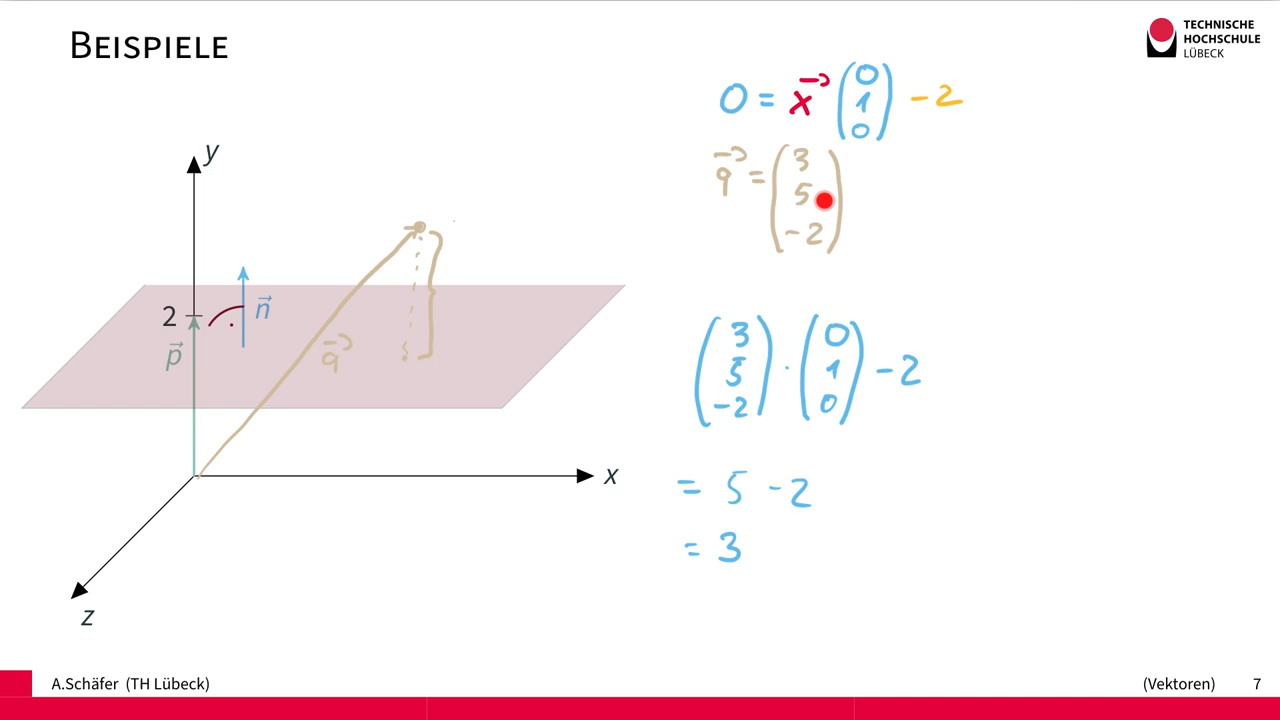 BEISPIELE
TECHNISCHE
HOCHSCHULE
LÜBECK
0 = x⃗ (0 1 0) - 2
q⃗ = (3 5 -2)
y
2
n⃗
p⃗
q⃗
x
z
(3 5 -2) · (0 1 0) - 2
= 5 - 2
= 3
A.Schäfer (TH Lübeck)
(Vektoren) 7